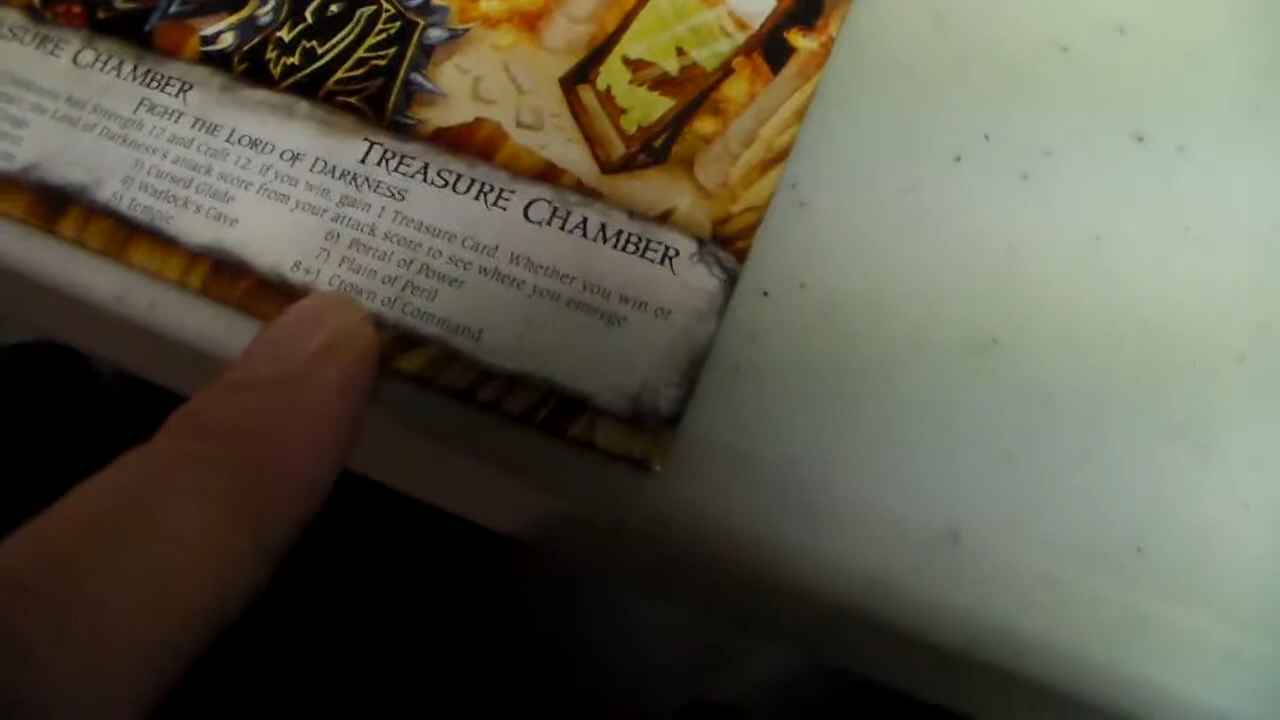 TREASURE CHAMBER
SURE CHAMBER
FIGHT THE LORD OF DARKNESS
has Strength 12 and Craft 12. If you win, gain 1 Treasure Card. Whether you win or
the Lord of Darkness's attack score from your attack score to see where you emerge
3) Cursed Glade
4) Warlock's Cave
5) Temple
6) Portal of Power
7) Plain of Peril
8+) Crown of Command